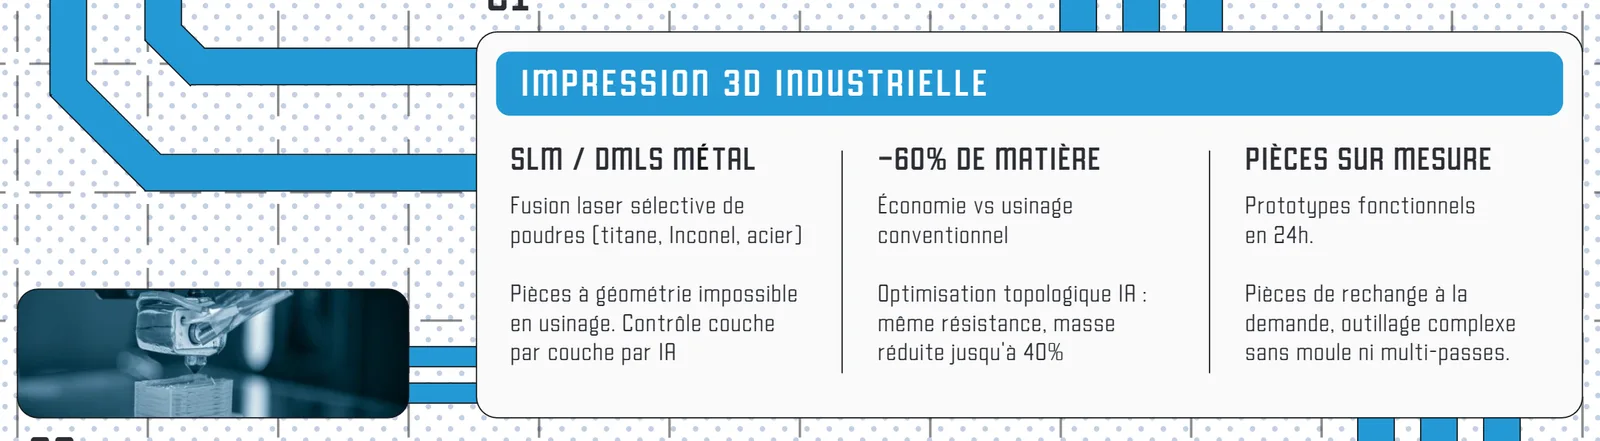 IMPRESSION 3D INDUSTRIELLE
SLM / DMLS MÉTAL
Fusion laser sélective de
poudres (titane, Inconel, acier)
Pièces à géométrie impossible
en usinage. Contrôle couche
par couche par IA
-60% DE MATIÈRE
Économie vs usinage
conventionnel
Optimisation topologique IA :
même résistance, masse
réduite jusqu'à 40%
PIÈCES SUR MESURE
Prototypes fonctionnels
en 24h.
Pièces de rechange à la
demande, outillage complexe
sans moule ni multi-passes.